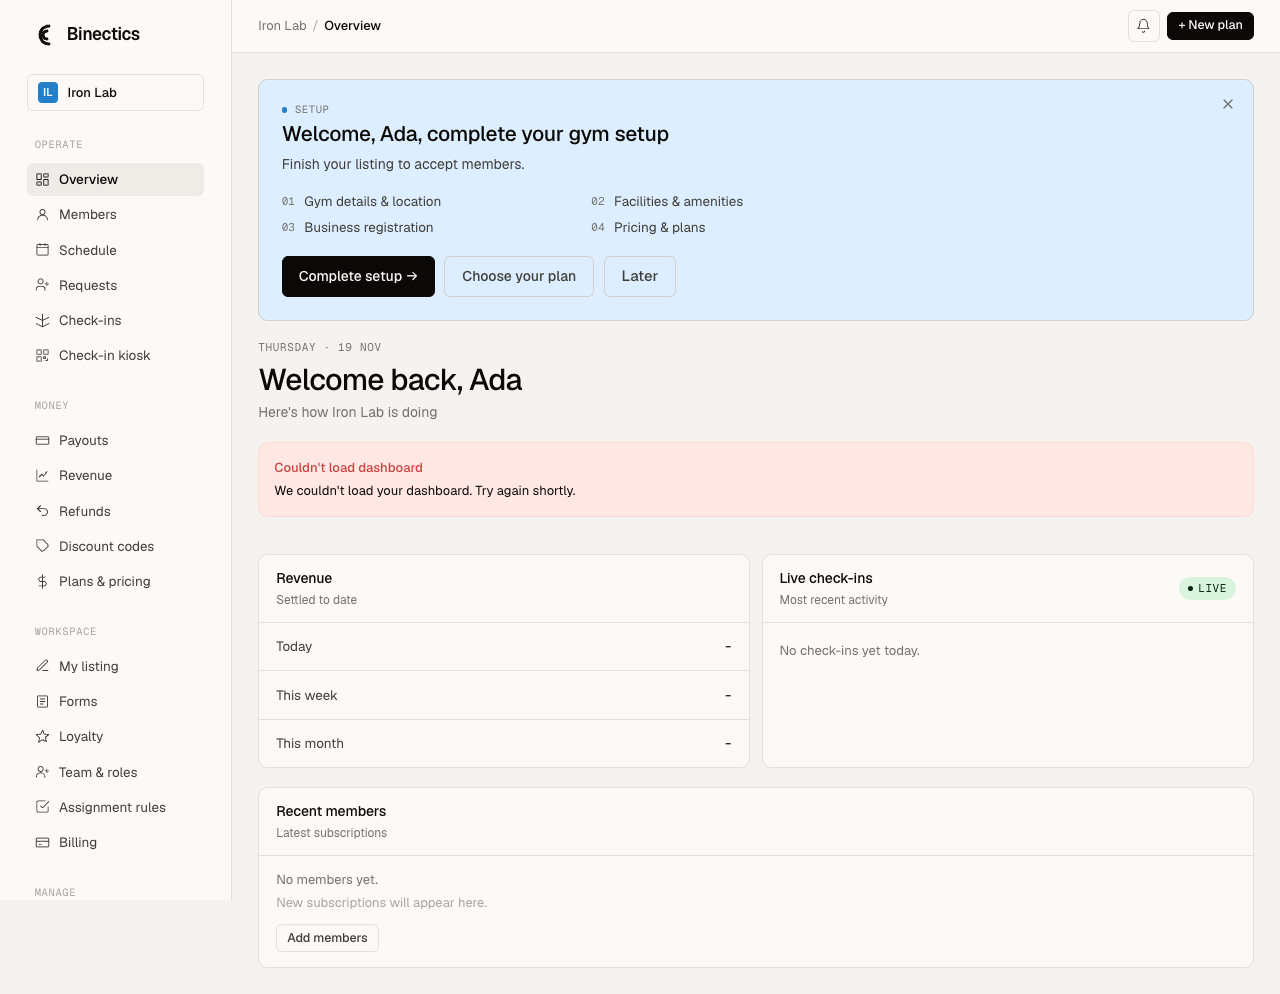 Binectics
IL Iron Lab
OPERATE
Overview
Members
Schedule
Requests
Check-ins
Check-in kiosk
MONEY
Payouts
Revenue
Refunds
Discount codes
Plans & pricing
WORKSPACE
My listing
Forms
Loyalty
Team & roles
Assignment rules
Billing
MANAGE
Iron Lab / Overview
+ New plan
SETUP
Welcome, Ada, complete your gym setup
Finish your listing to accept members.
01 Gym details & location
02 Facilities & amenities
03 Business registration
04 Pricing & plans
Complete setup →
Choose your plan
Later
THURSDAY · 19 NOV
Welcome back, Ada
Here's how Iron Lab is doing
Couldn't load dashboard
We couldn't load your dashboard. Try again shortly.
Revenue
Settled to date
Today –
This week –
This month –
Live check-ins
Most recent activity
LIVE
No check-ins yet today.
Recent members
Latest subscriptions
No members yet.
New subscriptions will appear here.
Add members